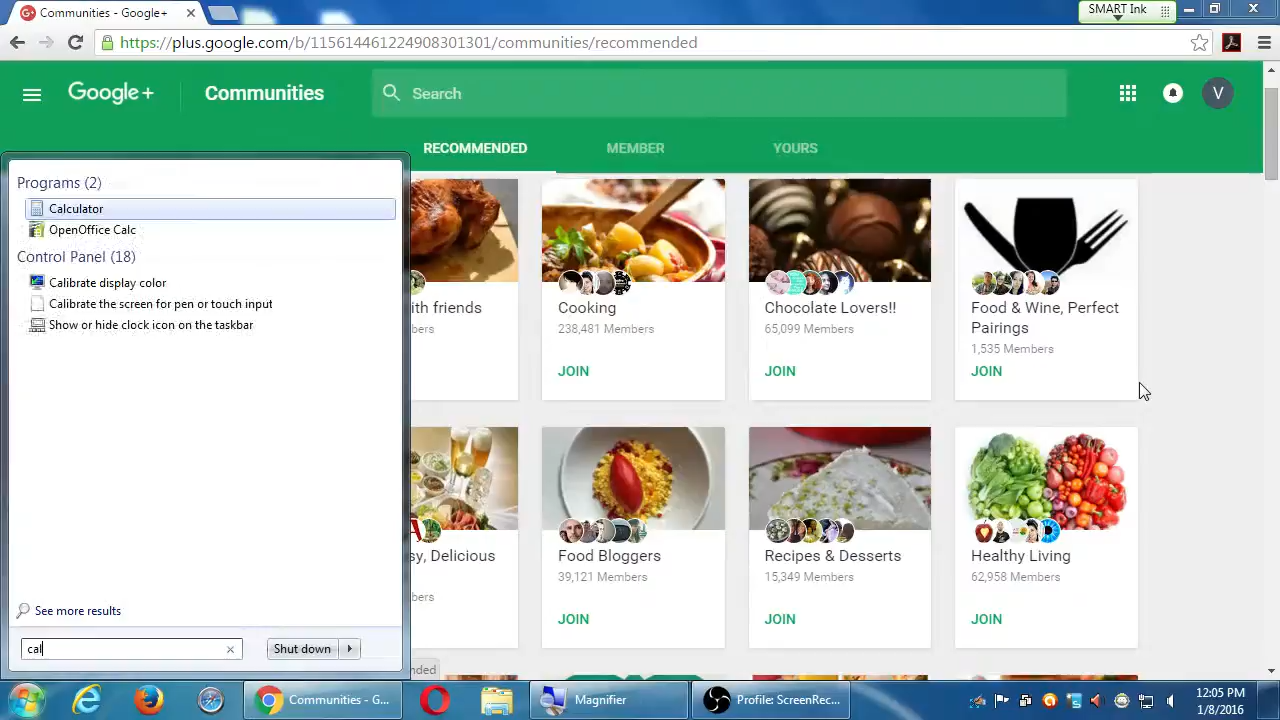 Communities - Google+
SMART Ink
https://plus.google.com/b/115614461224908301301/communities/recommended
Google+
Communities
Search
V
RECOMMENDED
MEMBER
YOURS
Programs (2)
Calculator
OpenOffice Calc
Control Panel (18)
Calibrate display color
Calibrate the screen for pen or touch input
Show or hide clock icon on the taskbar
See more results
cal
Shut down
ith friends
bers
Cooking
238,481 Members
JOIN
Chocolate Lovers!!
65,099 Members
JOIN
Food & Wine, Perfect
Pairings
1,535 Members
JOIN
sy, Delicious
bers
Food Bloggers
39,121 Members
JOIN
Recipes & Desserts
15,349 Members
JOIN
Healthy Living
62,958 Members
JOIN
nded
Communities - G...
Magnifier
Profile: ScreenRec...
12:05 PM
1/8/2016